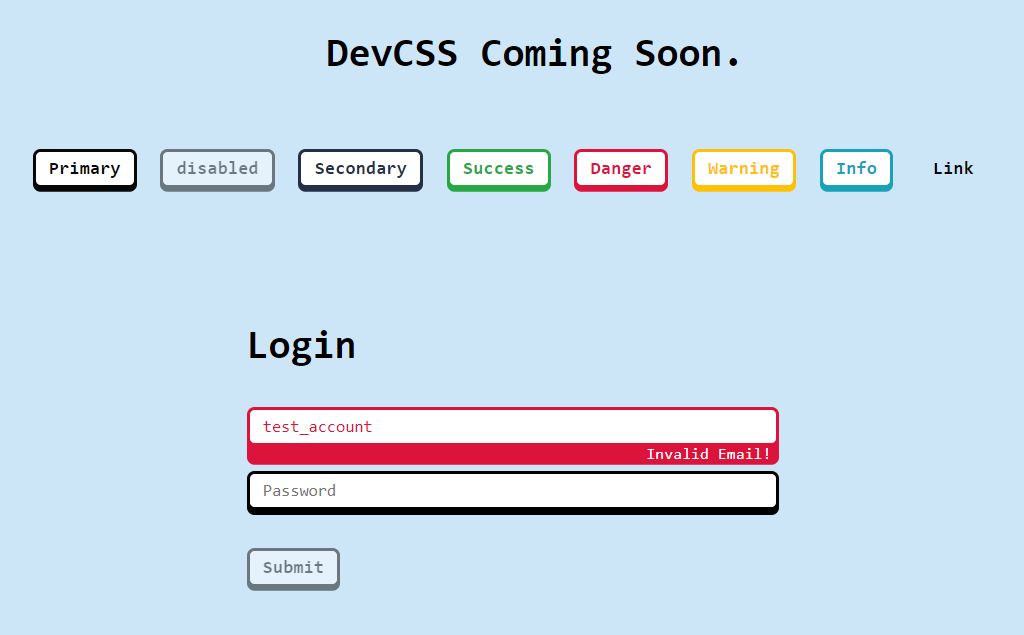 DevCSS Coming Soon.
Primary disabled Secondary Success Danger Warning Info Link
Login
test_account
Invalid Email!
Password
Submit